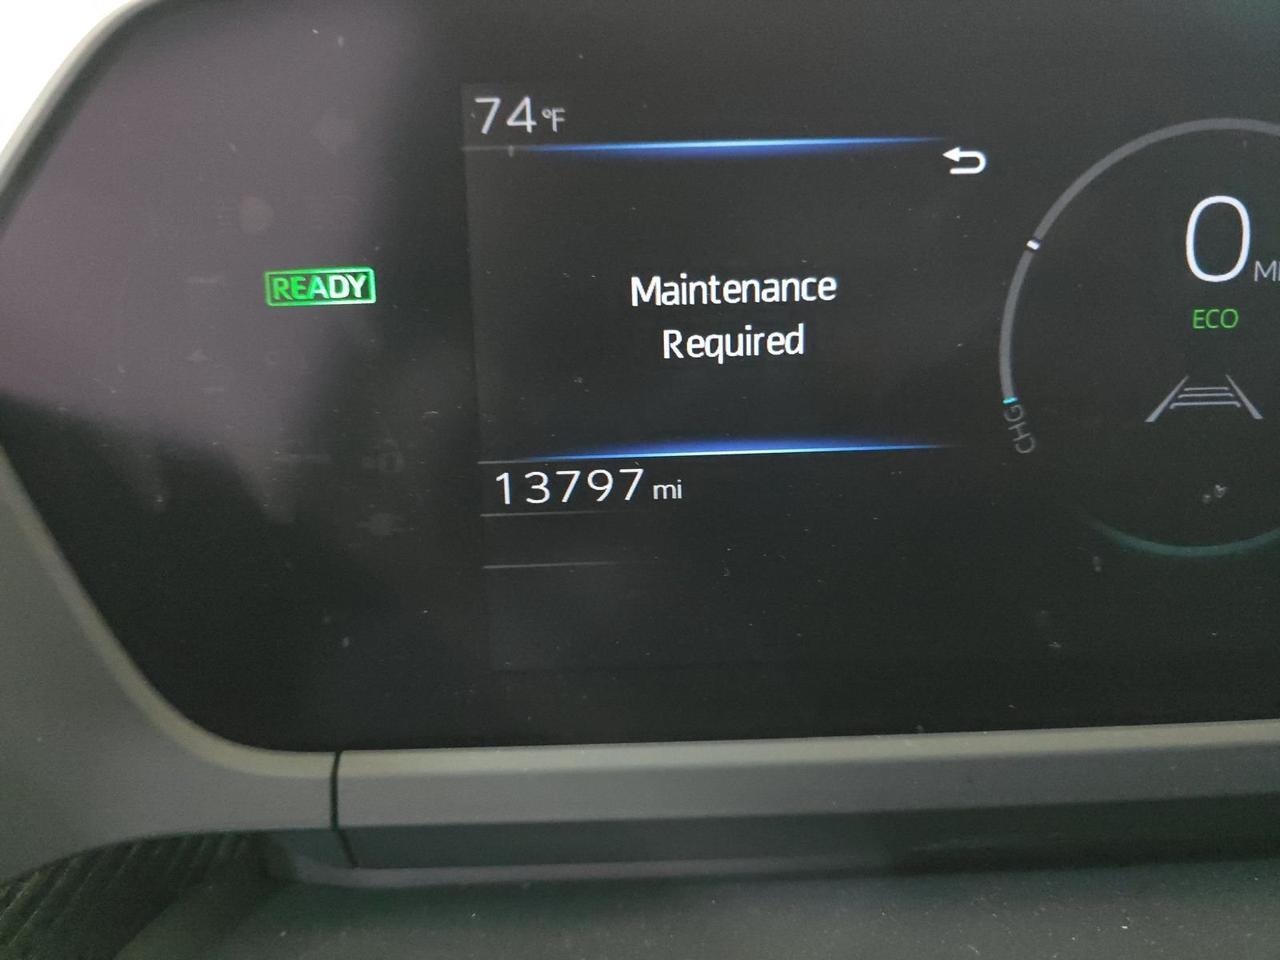 74°F
READY
Maintenance
Required
13797 mi
0
ECO
CHG